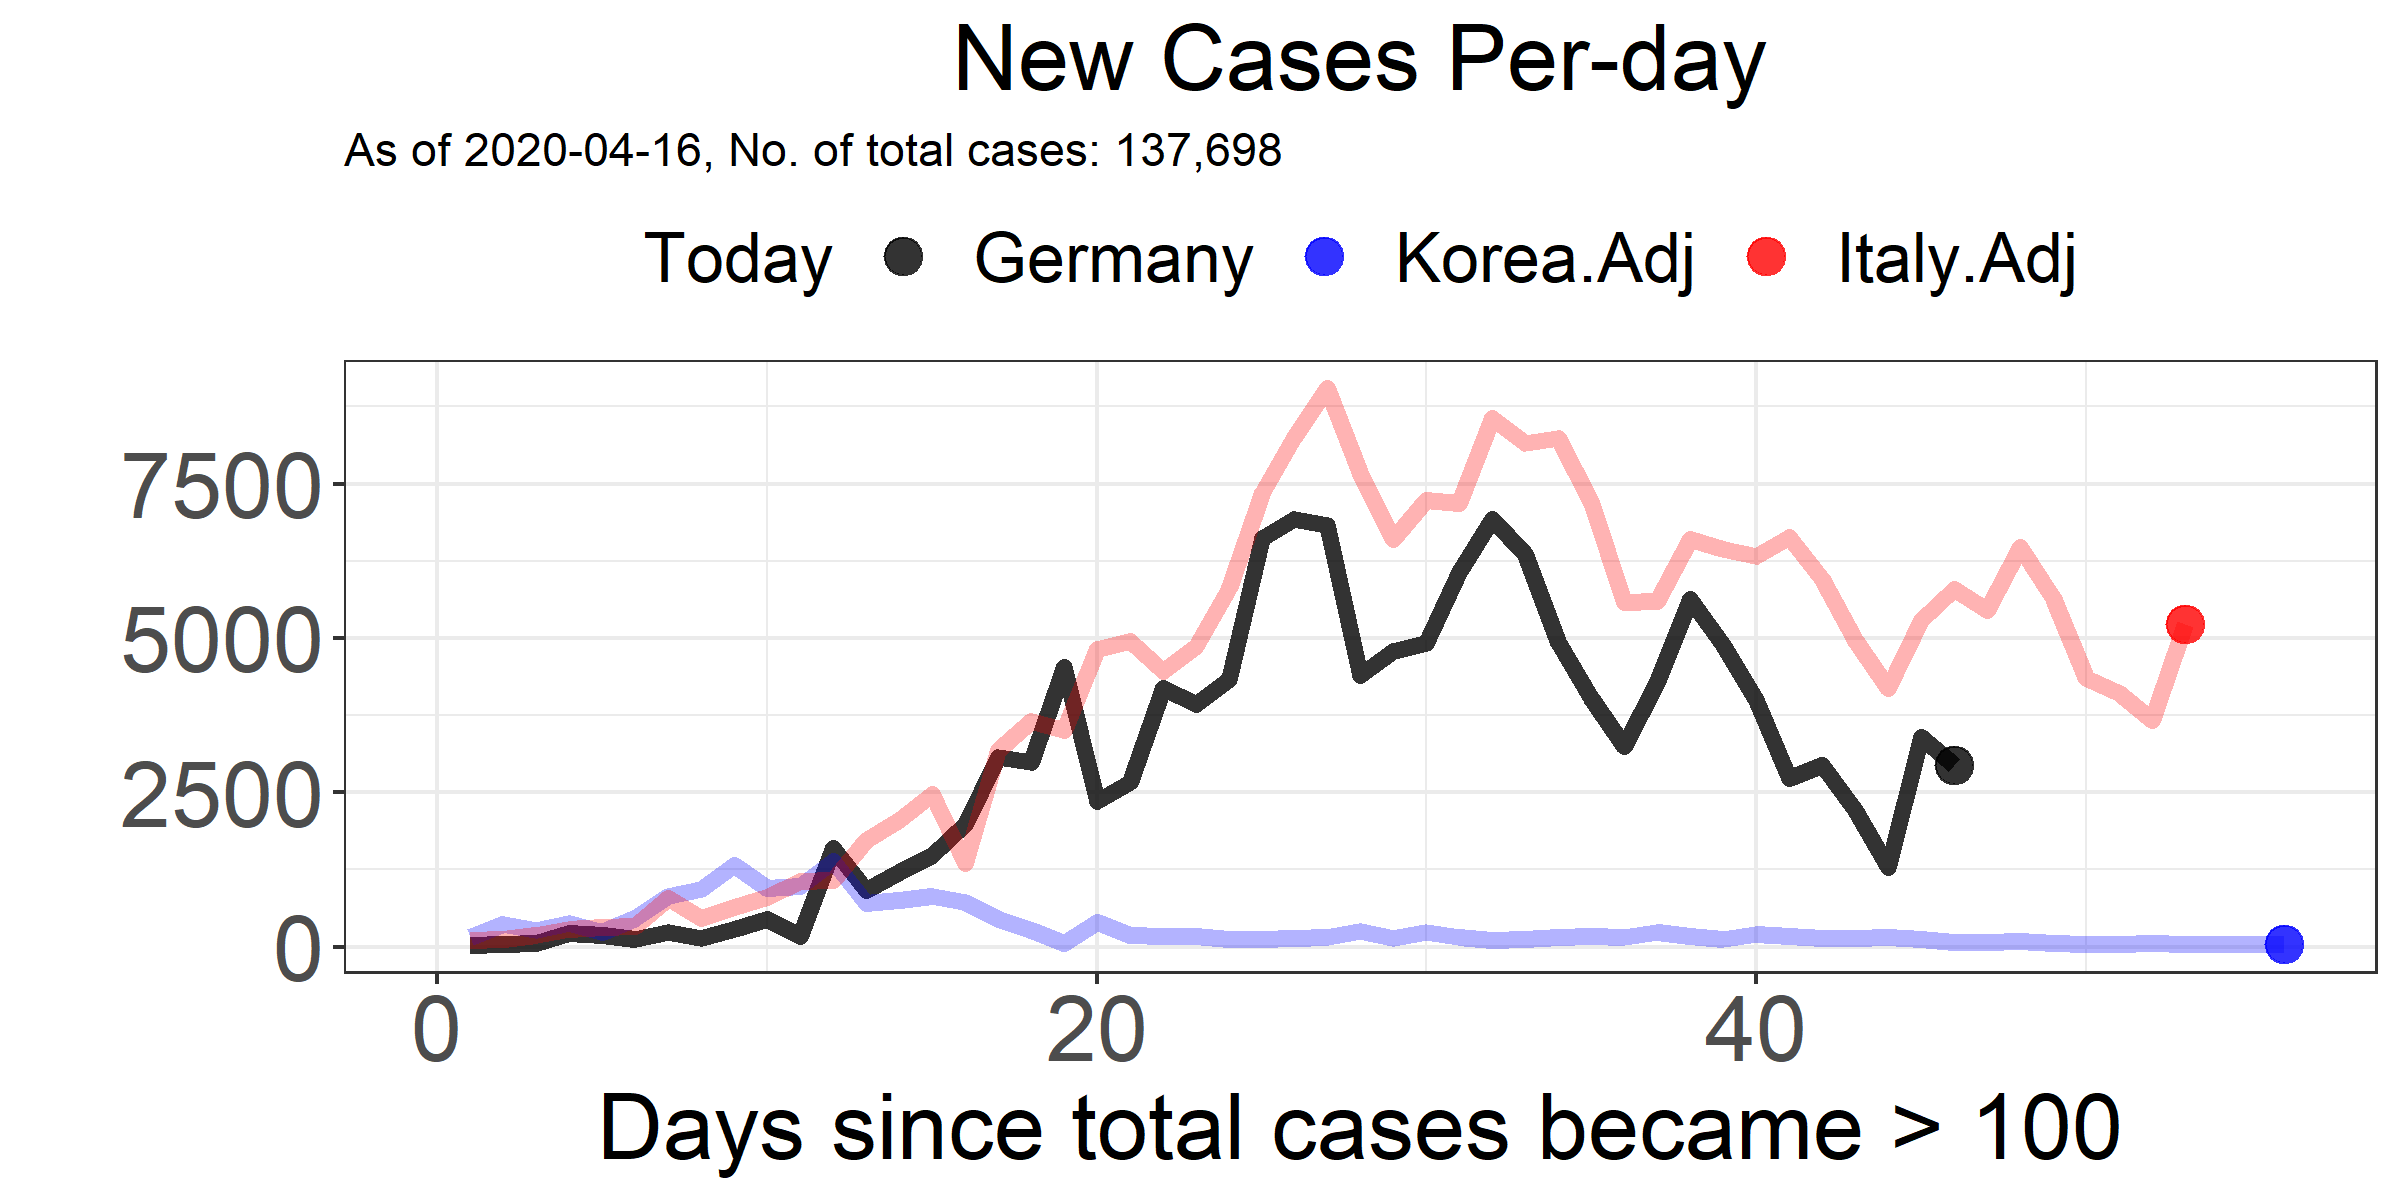 New Cases Per-day
As of 2020-04-16, No. of total cases: 137,698
Today Germany Korea.Adj Italy.Adj
7500
5000
2500
0
0 20 40
Days since total cases became > 100